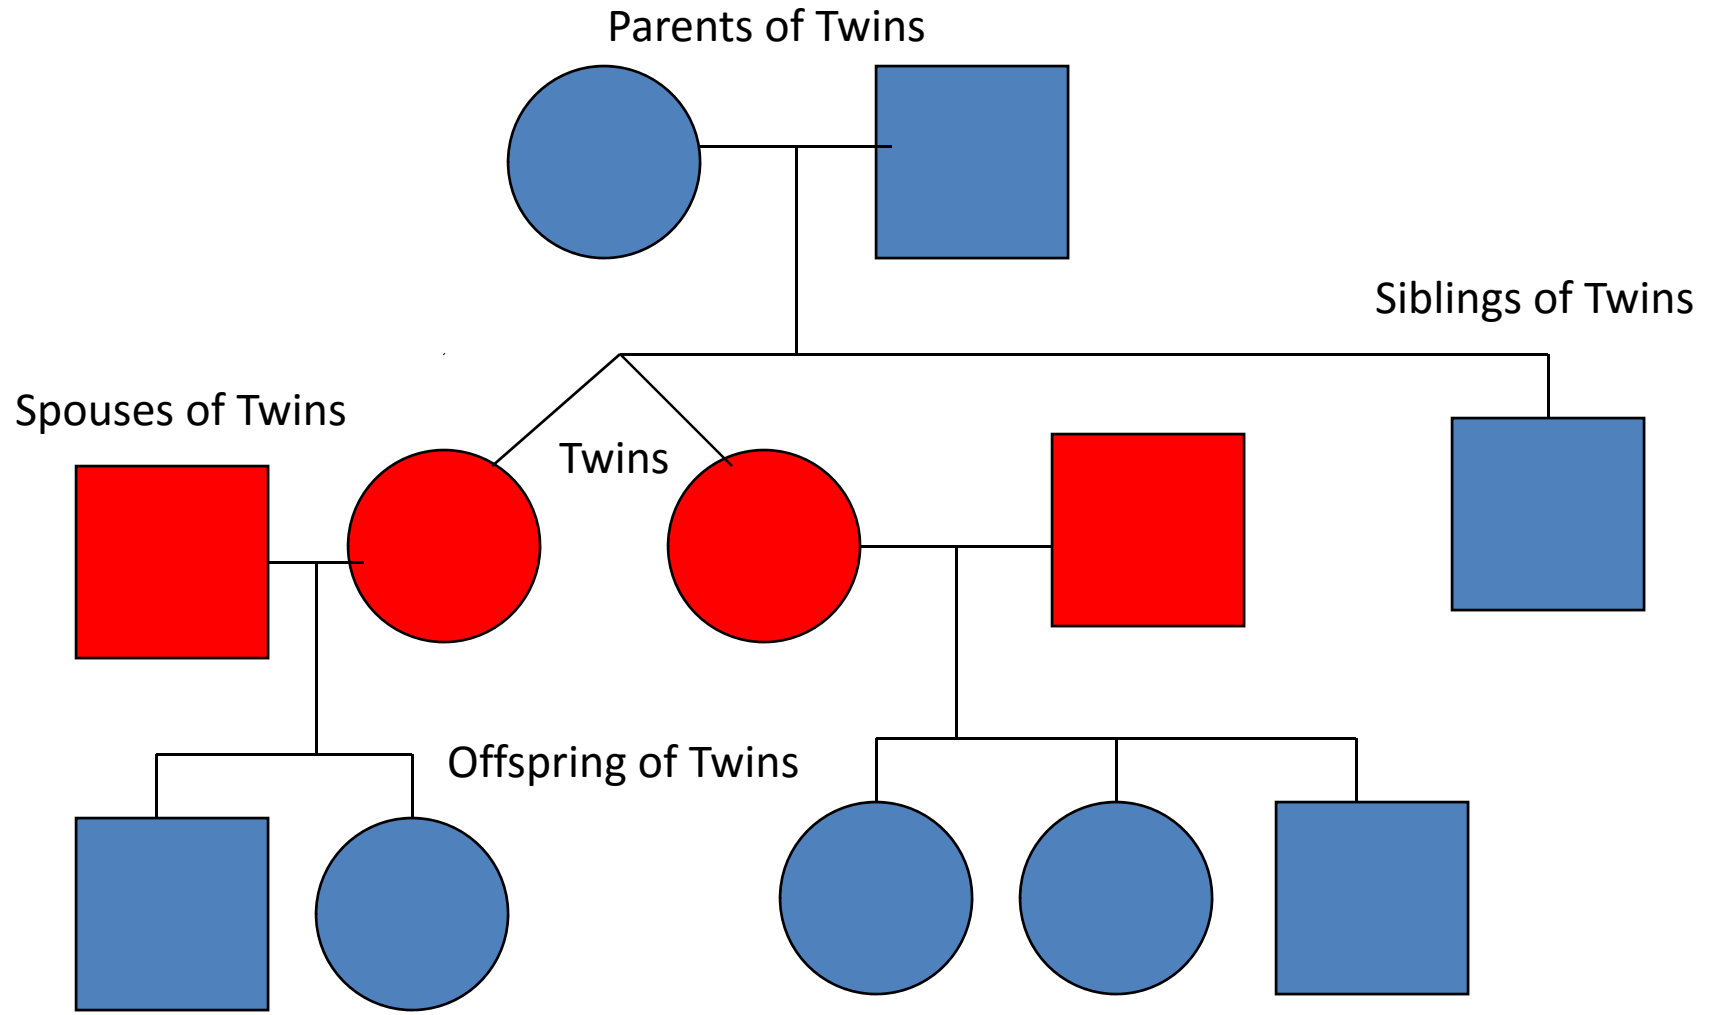 Parents of Twins
Siblings of Twins
Spouses of Twins
Twins
Offspring of Twins